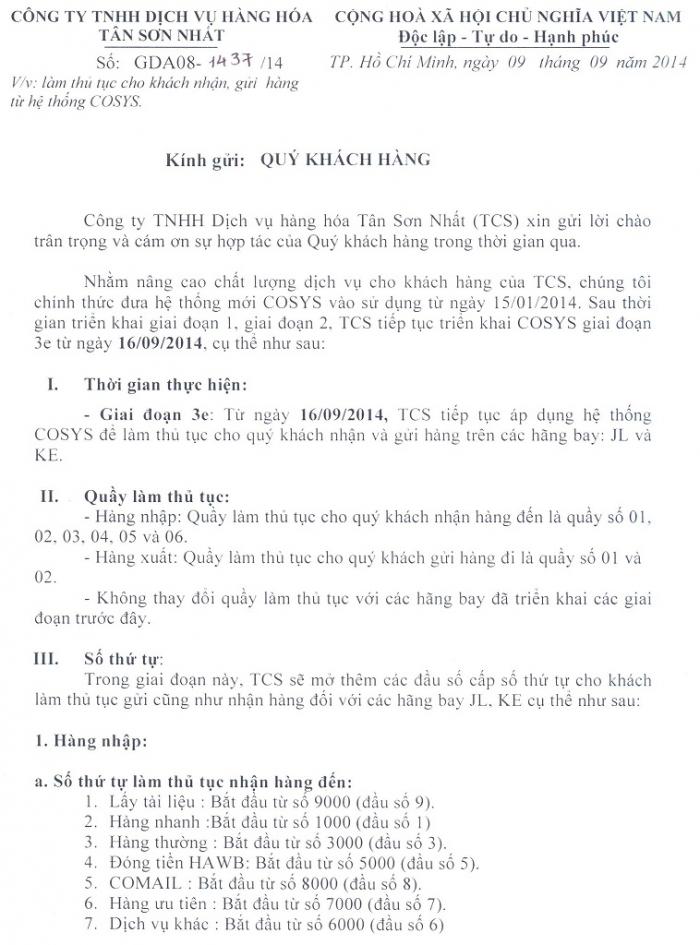 CÔNG TY TNHH DỊCH VỤ HÀNG HÓA
TÂN SƠN NHẤT
CỘNG HOÀ XÃ HỘI CHỦ NGHĨA VIỆT NAM
Độc lập - Tự do - Hạnh phúc
Số: GDA08- 1437 /14
TP. Hồ Chí Minh, ngày 09 tháng 09 năm 2014
V/v: làm thủ tục cho khách nhận, gửi hàng
từ hệ thống COSYS.
Kính gửi: QUÝ KHÁCH HÀNG
Công ty TNHH Dịch vụ hàng hóa Tân Sơn Nhất (TCS) xin gửi lời chào
trân trọng và cám ơn sự hợp tác của Quý khách hàng trong thời gian qua.
Nhằm nâng cao chất lượng dịch vụ cho khách hàng của TCS, chúng tôi
chính thức đưa hệ thống mới COSYS vào sử dụng từ ngày 15/01/2014. Sau thời
gian triển khai giai đoạn 1, giai đoạn 2, TCS tiếp tục triển khai COSYS giai đoạn
3e từ ngày 16/09/2014, cụ thể như sau:
I. Thời gian thực hiện:
- Giai đoạn 3e: Từ ngày 16/09/2014, TCS tiếp tục áp dụng hệ thống
COSYS để làm thủ tục cho quý khách nhận và gửi hàng trên các hãng bay: JL và
KE.
II. Quầy làm thủ tục:
- Hàng nhập: Quầy làm thủ tục cho quý khách nhận hàng đến là quầy số 01,
02, 03, 04, 05 và 06.
- Hàng xuất: Quầy làm thủ tục cho quý khách gửi hàng đi là quầy số 01 và
02.
- Không thay đổi quầy làm thủ tục với các hãng bay đã triển khai các giai
đoạn trước đây.
III. Số thứ tự:
Trong giai đoạn này, TCS sẽ mở thêm các đầu số cấp số thứ tự cho khách
làm thủ tục gửi cũng như nhận hàng đối với các hãng bay JL, KE cụ thể như sau:
1. Hàng nhập:
a. Số thứ tự làm thủ tục nhận hàng đến:
1. Lấy tài liệu : Bắt đầu từ số 9000 (đầu số 9).
2. Hàng nhanh :Bắt đầu từ số 1000 (đầu số 1)
3. Hàng thường : Bắt đầu từ số 3000 (đầu số 3).
4. Đóng tiền HAWB: Bắt đầu từ số 5000 (đầu số 5).
5. COMAIL : Bắt đầu từ số 8000 (đầu số 8).
6. Hàng ưu tiên : Bắt đầu từ số 7000 (đầu số 7).
7. Dịch vụ khác : Bắt đầu từ số 6000 (đầu số 6)